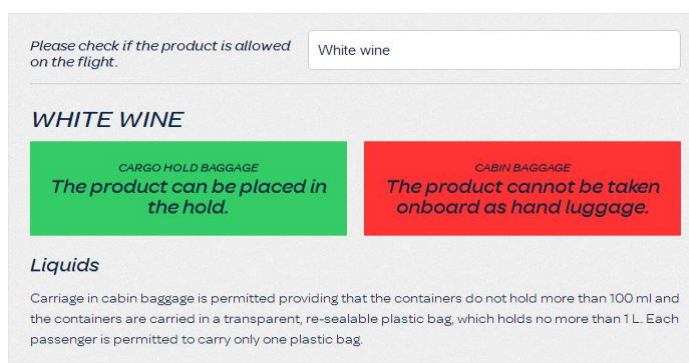 Please check if the product is allowed
on the flight.
White wine
WHITE WINE
CARGO HOLD BAGGAGE
The product can be placed in
the hold.
CABIN BAGGAGE
The product cannot be taken
onboard as hand luggage.
Liquids
Carriage in cabin baggage is permitted providing that the containers do not hold more than 100 ml and
the containers are carried in a transparent, re-sealable plastic bag, which holds no more than 1 L. Each
passenger is permitted to carry only one plastic bag.